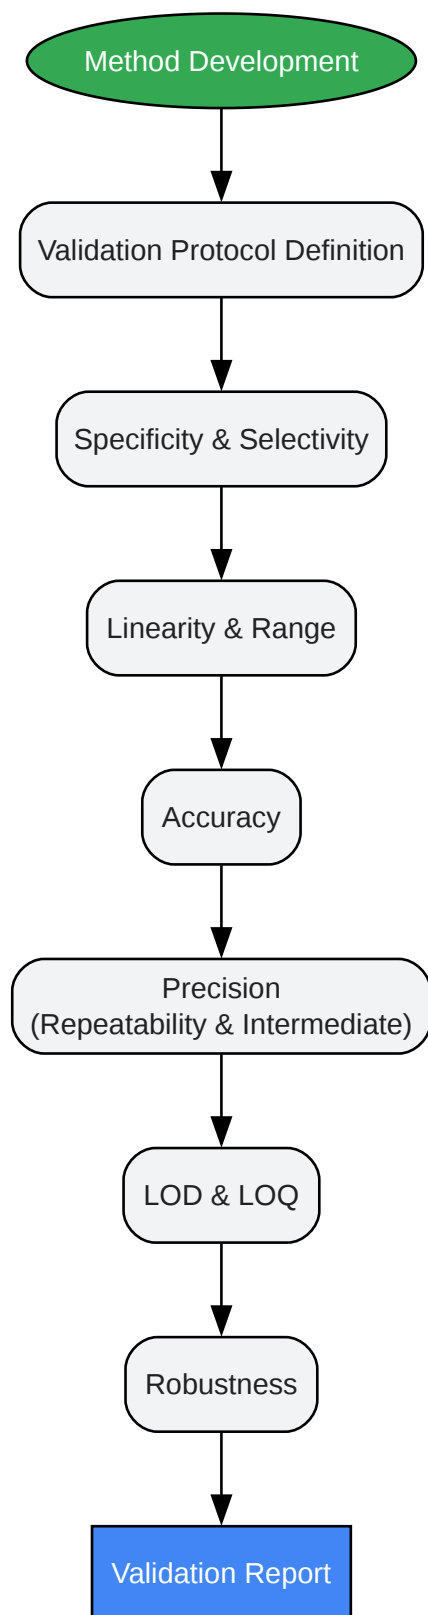 Method Development
Validation Protocol Definition
Specificity & Selectivity
Linearity & Range
Accuracy
Precision
(Repeatability & Intermediate)
LOD & LOQ
Robustness
Validation Report